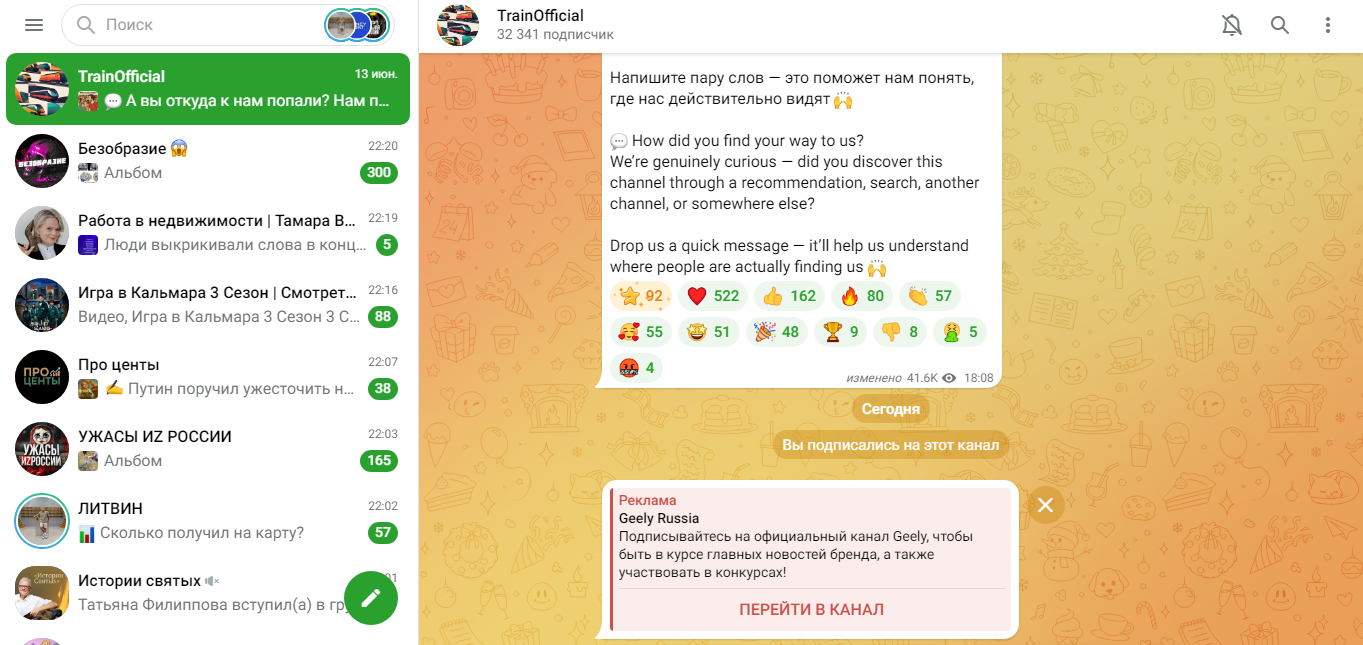 Поиск
TrainOfficial
13 июн.
💬 А вы откуда к нам попали? Нам п...
Безобразие 😱
22:20
Альбом
300
Работа в недвижимости | Тамара В...
22:19
Люди выкрикивали слова в конц...
5
Игра в Кальмара 3 Сезон | Смотрет...
22:16
Видео, Игра в Кальмара 3 Сезон 3 С...
88
Про центы
22:07
✍️ Путин поручил ужесточить н...
38
УЖАСЫ ИZ РОССИИ
22:03
Альбом
165
ЛИТВИН
22:02
📊 Сколько получил на карту?
57
Истории святых
Татьяна Филиппова вступил(а) в гр
БЕЗОБРАЗИЕ
ПРО
ЦЕНТЫ
УЖАСЫ
ИZРОССИИ
TrainOfficial
32 341 подписчик
Напишите пару слов — это поможет нам понять,
где нас действительно видят 🙌
💬 How did you find your way to us?
We’re genuinely curious — did you discover this
channel through a recommendation, search, another
channel, or somewhere else?
Drop us a quick message — it’ll help us understand
where people are actually finding us 🙌
⭐ 92 ❤️ 522 👍 162 🔥 80 👏 57
🥰 55 🤩 51 🎉 48 🏆 9 👎 8 🤮 5
🤬 4
изменено 41.6K 18:08
Сегодня
Вы подписались на этот канал
Реклама
Geely Russia
Подписывайтесь на официальный канал Geely, чтобы
быть в курсе главных новостей бренда, а также
участвовать в конкурсах!
ПЕРЕЙТИ В КАНАЛ